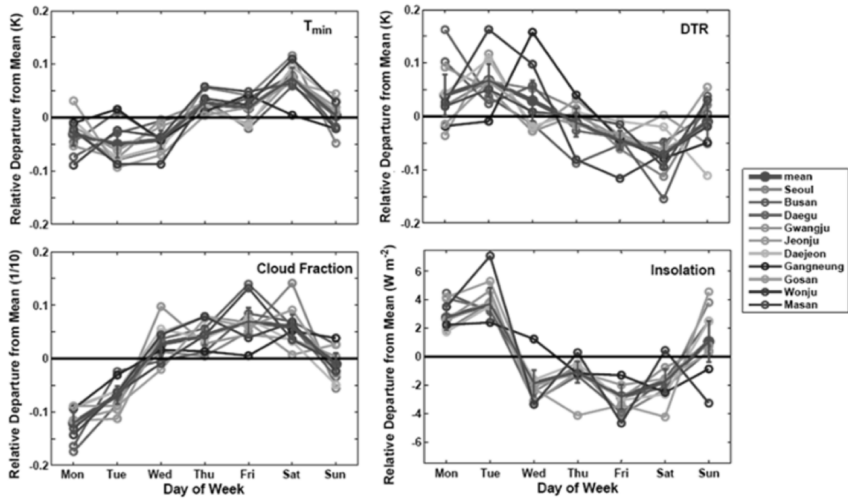 T min
Relative Departure from Mean (K)
0.2
0.1
0
-0.1
-0.2
DTR
Relative Departure from Mean (K)
0.2
0.1
0
-0.1
-0.2
Cloud Fraction
Relative Departure from Mean (1/10)
0.2
0.1
0
-0.1
-0.2
Mon Tue Wed Thu Fri Sat Sun
Day of Week
Insolation
Relative Departure from Mean (W m-2)
6
4
2
0
-2
-4
-6
Mon Tue Wed Thu Fri Sat Sun
Day of Week
mean
Seoul
Busan
Daegu
Gwangju
Jeonju
Daejeon
Gangneung
Gosan
Wonju
Masan